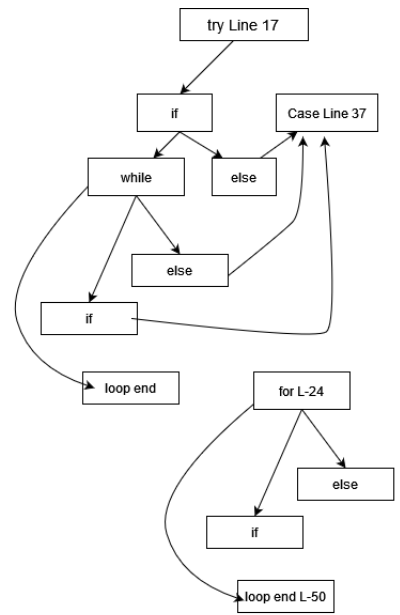 try Line 17
if
Case Line 37
while
else
else
if
loop end
for L-24
else
if
loop end L-50